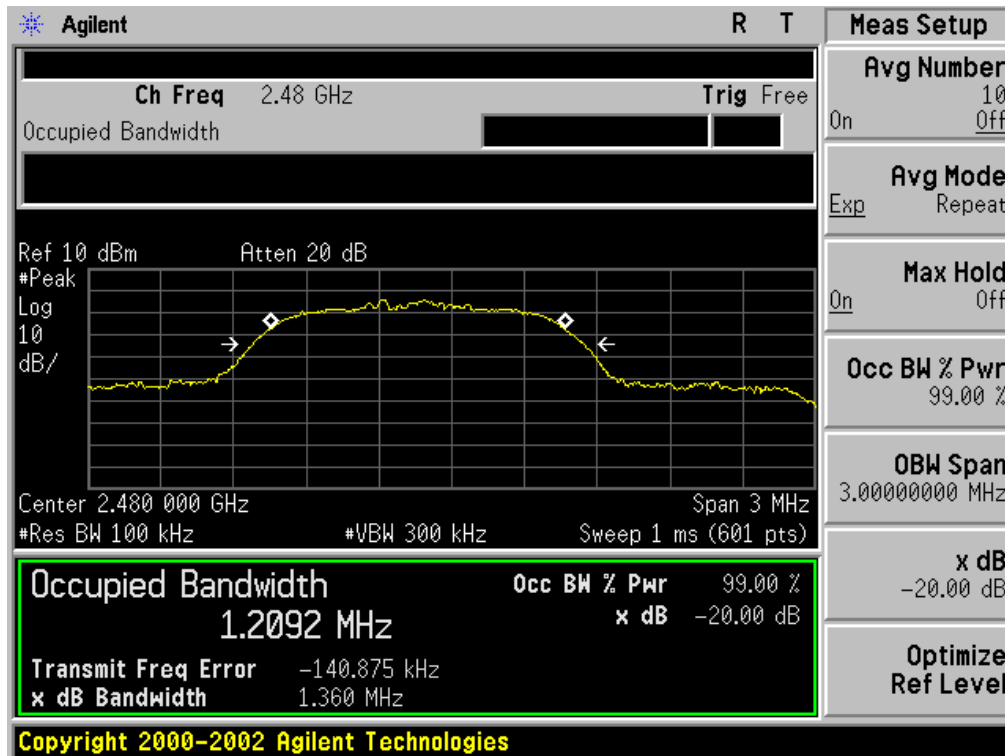 Agilent R T
Ch Freq 2.48 GHz Trig Free
Occupied Bandwidth
Ref 10 dBm Atten 20 dB
#Peak
Log
10
dB/
Center 2.480 000 GHz Span 3 MHz
#Res BW 100 kHz #VBW 300 kHz Sweep 1 ms (601 pts)
Occupied Bandwidth
1.2092 MHz
Occ BW % Pwr 99.00 %
x dB -20.00 dB
Transmit Freq Error -140.875 kHz
x dB Bandwidth 1.360 MHz
Copyright 2000-2002 Agilent Technologies
Meas Setup
Avg Number
10
On Off
Avg Mode
Exp Repeat
Max Hold
On Off
Occ BW % Pwr
99.00 %
OBW Span
3.00000000 MHz
x dB
-20.00 dB
Optimize
Ref Level